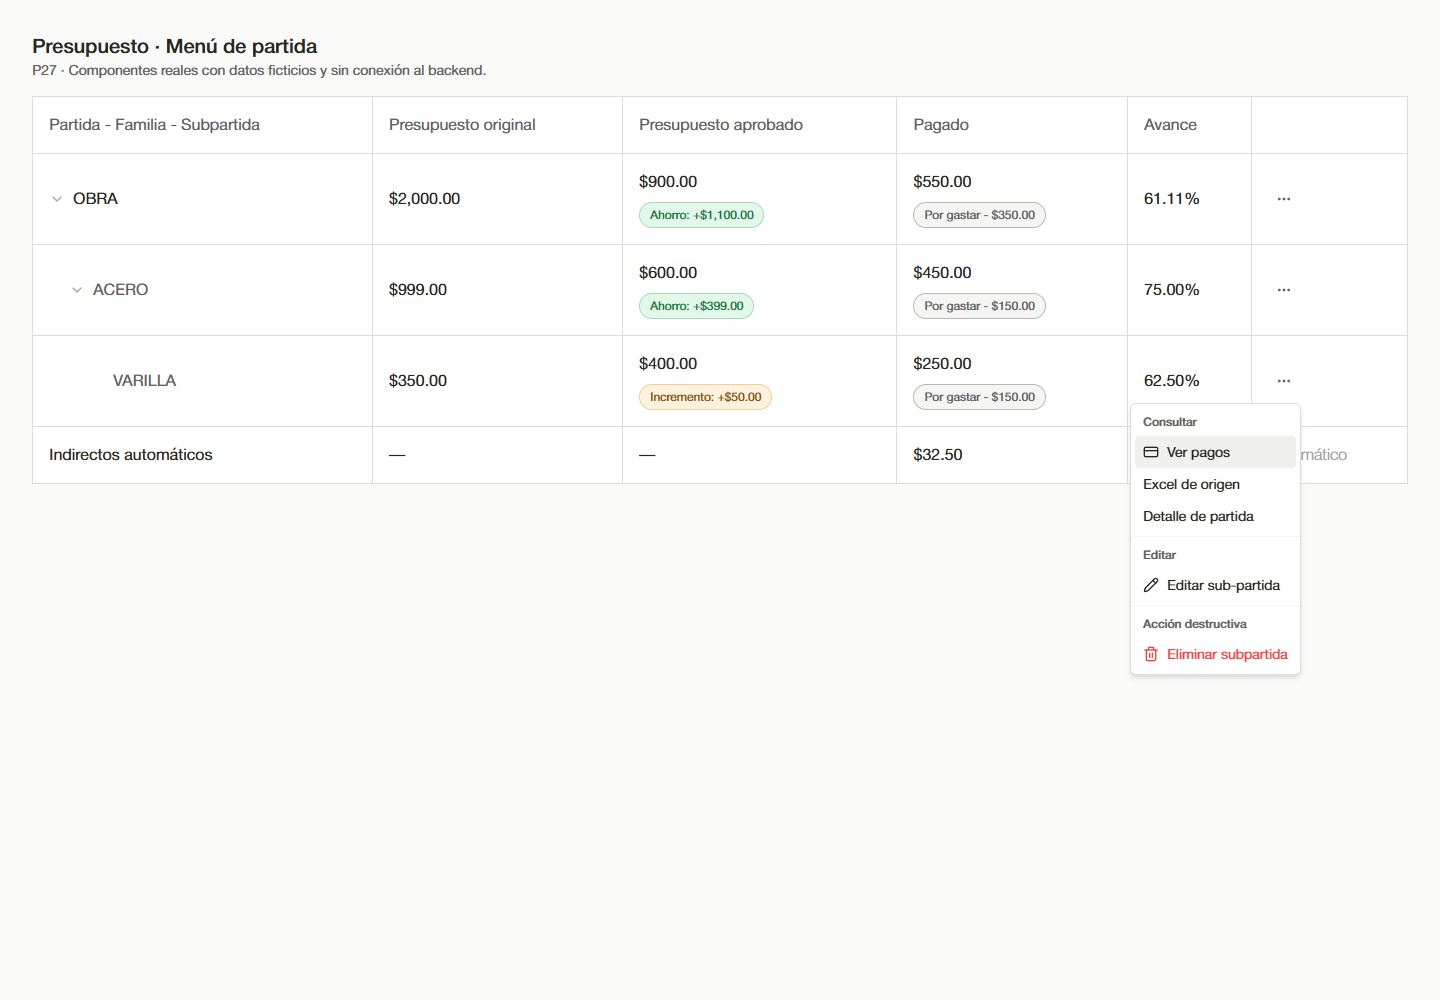 Presupuesto · Menú de partida
P27 · Componentes reales con datos ficticios y sin conexión al backend.
Partida - Familia - Subpartida Presupuesto original Presupuesto aprobado Pagado Avance
OBRA $2,000.00 $900.00 $550.00 61.11%
Ahorro: +$1,100.00 Por gastar - $350.00
ACERO $999.00 $600.00 $450.00 75.00%
Ahorro: +$399.00 Por gastar - $150.00
VARILLA $350.00 $400.00 $250.00 62.50%
Incremento: +$50.00 Por gastar - $150.00
Indirectos automáticos — — $32.50 mático
Consultar
Ver pagos
Excel de origen
Detalle de partida
Editar
Editar sub-partida
Acción destructiva
Eliminar subpartida